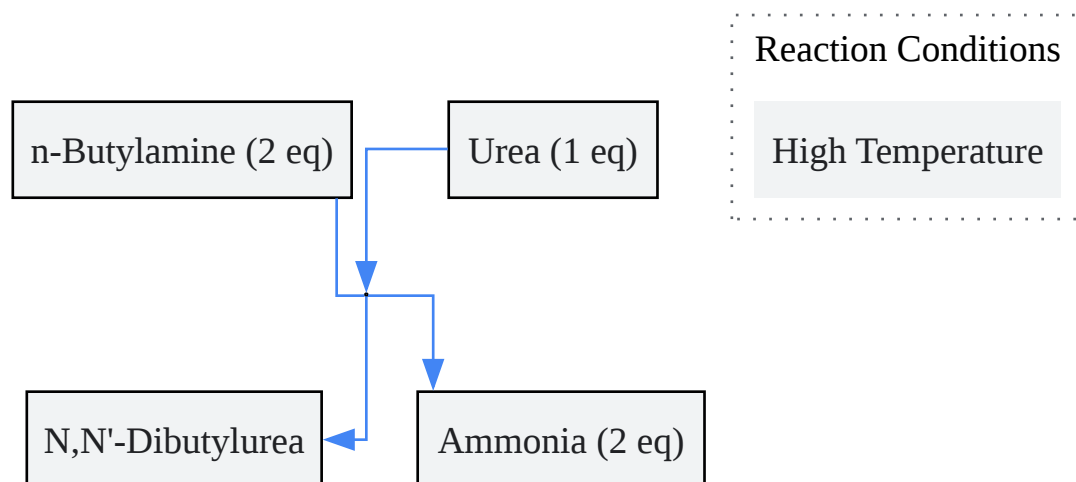 Reaction Conditions
n-Butylamine (2 eq)
Urea (1 eq)
High Temperature
N,N'-Dibutylurea
Ammonia (2 eq)